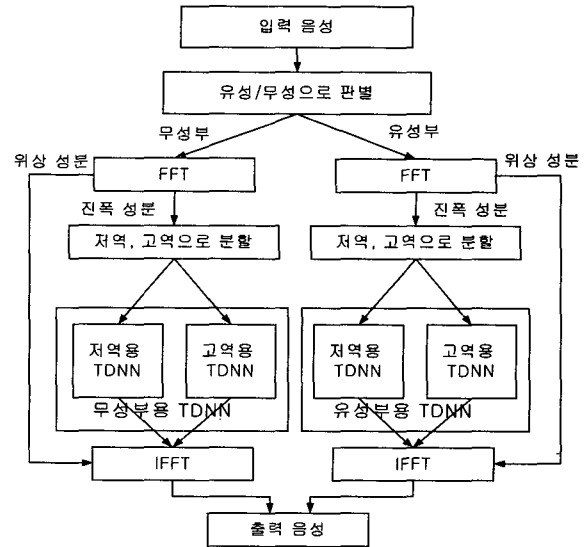 입력 음성
유성/무성으로 판별
무성부
유성부
위상 성분
위상 성분
FFT
FFT
진폭 성분
진폭 성분
저역, 고역으로 분할
저역, 고역으로 분할
저역용
TDNN
고역용
TDNN
저역용
TDNN
고역용
TDNN
무성부용 TDNN
유성부용 TDNN
IFFT
IFFT
출력 음성